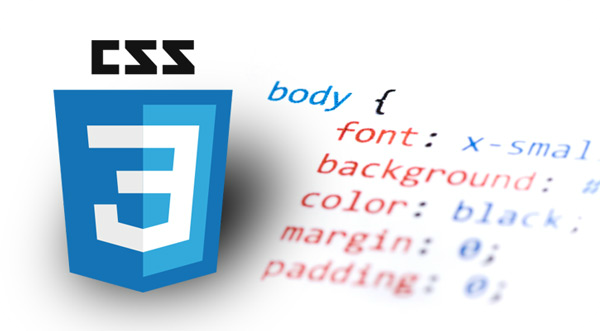 CSS
3
body {
font: x-smal
background: #
color: black;
margin: 0;
padding: 0;